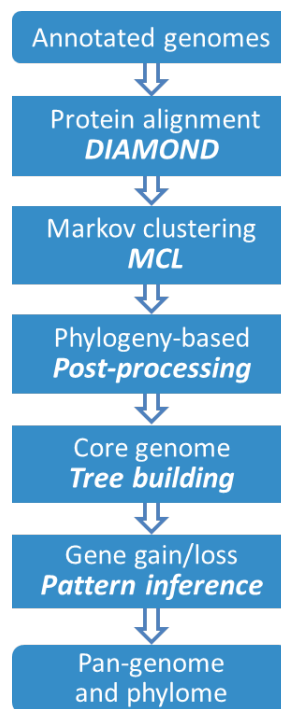 Annotated genomes
Protein alignment
DIAMOND
Markov clustering
MCL
Phylogeny-based
Post-processing
Core genome
Tree building
Gene gain/loss
Pattern inference
Pan-genome
and phylome